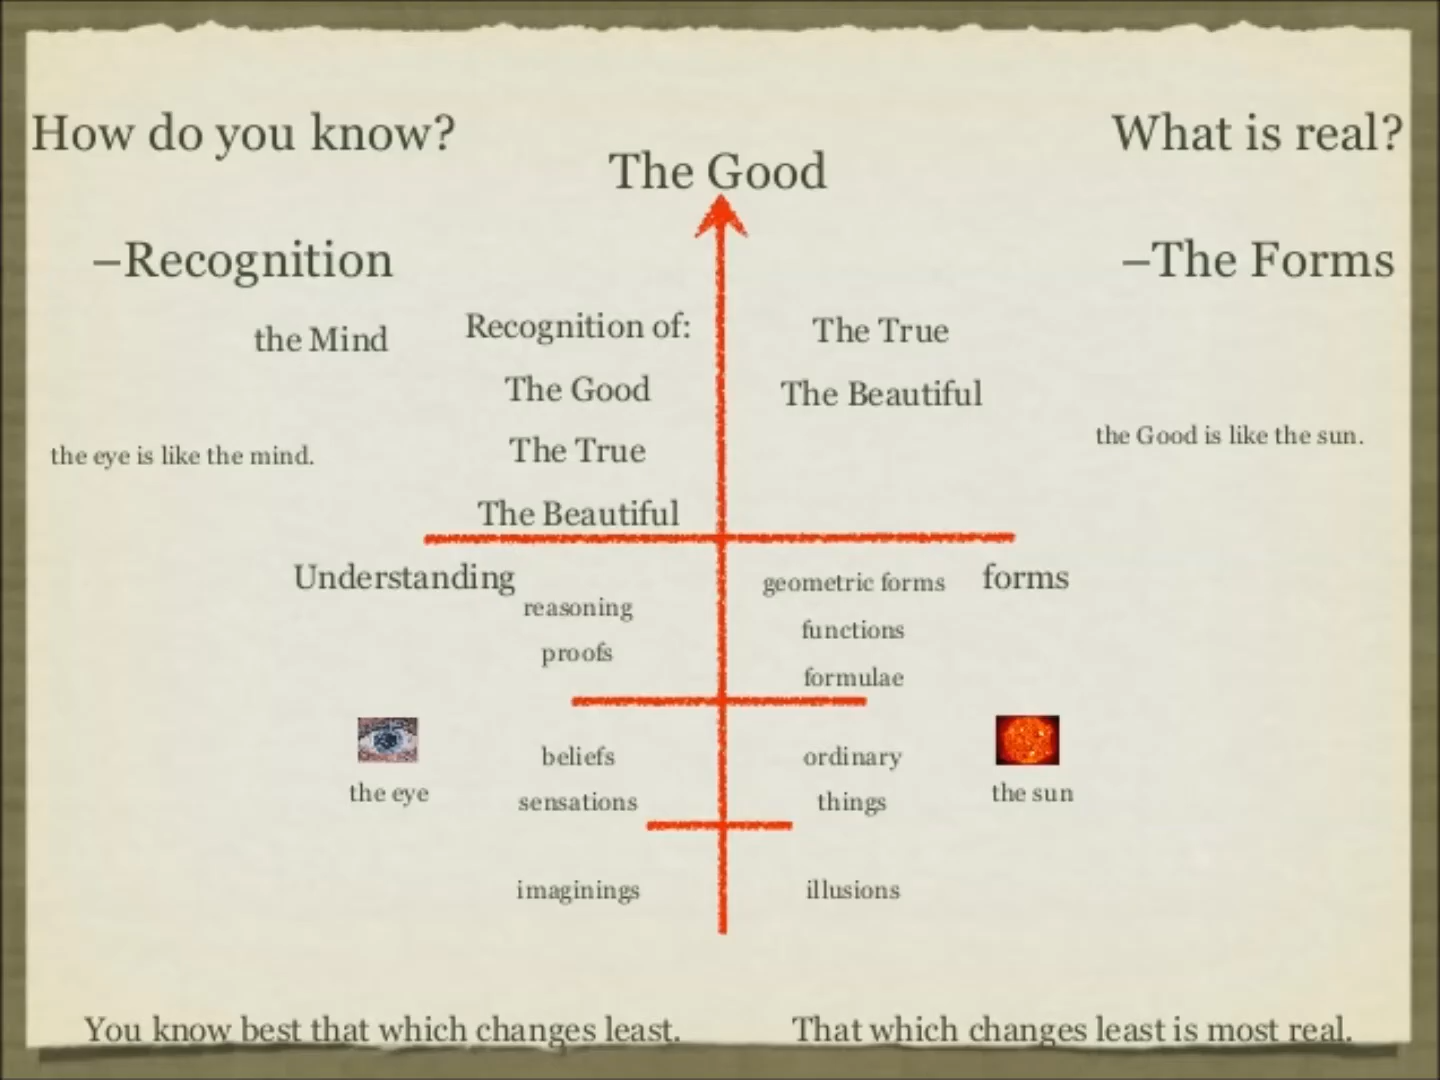 How do you know?
What is real?
The Good
–Recognition
–The Forms
the Mind
Recognition of:
The True
The Good
The Beautiful
the eye is like the mind.
The True
the Good is like the sun.
The Beautiful
Understanding
geometric forms
forms
reasoning
functions
proofs
formulae
beliefs
ordinary
the eye
sensations
things
the sun
imaginings
illusions
You know best that which changes least.
That which changes least is most real.